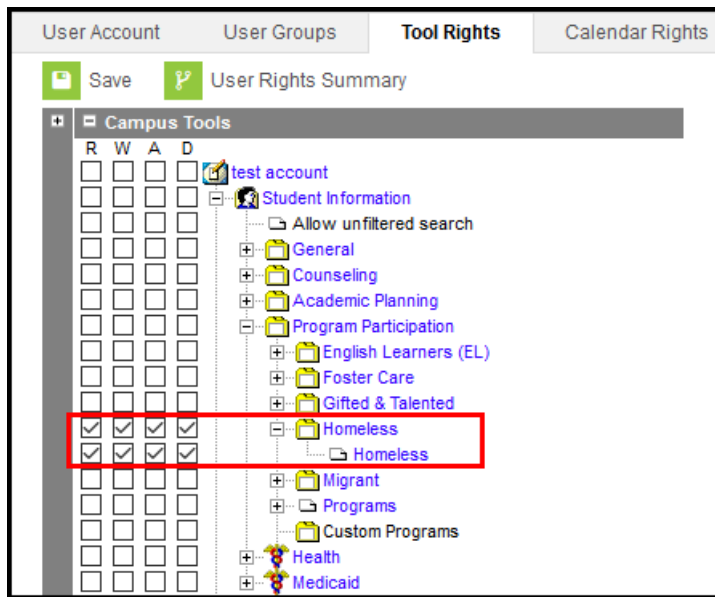 User Account User Groups Tool Rights Calendar Rights
Save User Rights Summary
Campus Tools
R W A D
test account
Student Information
Allow unfiltered search
General
Counseling
Academic Planning
Program Participation
English Learners (EL)
Foster Care
Gifted & Talented
Homeless
Homeless
Migrant
Programs
Custom Programs
Health
Medicaid